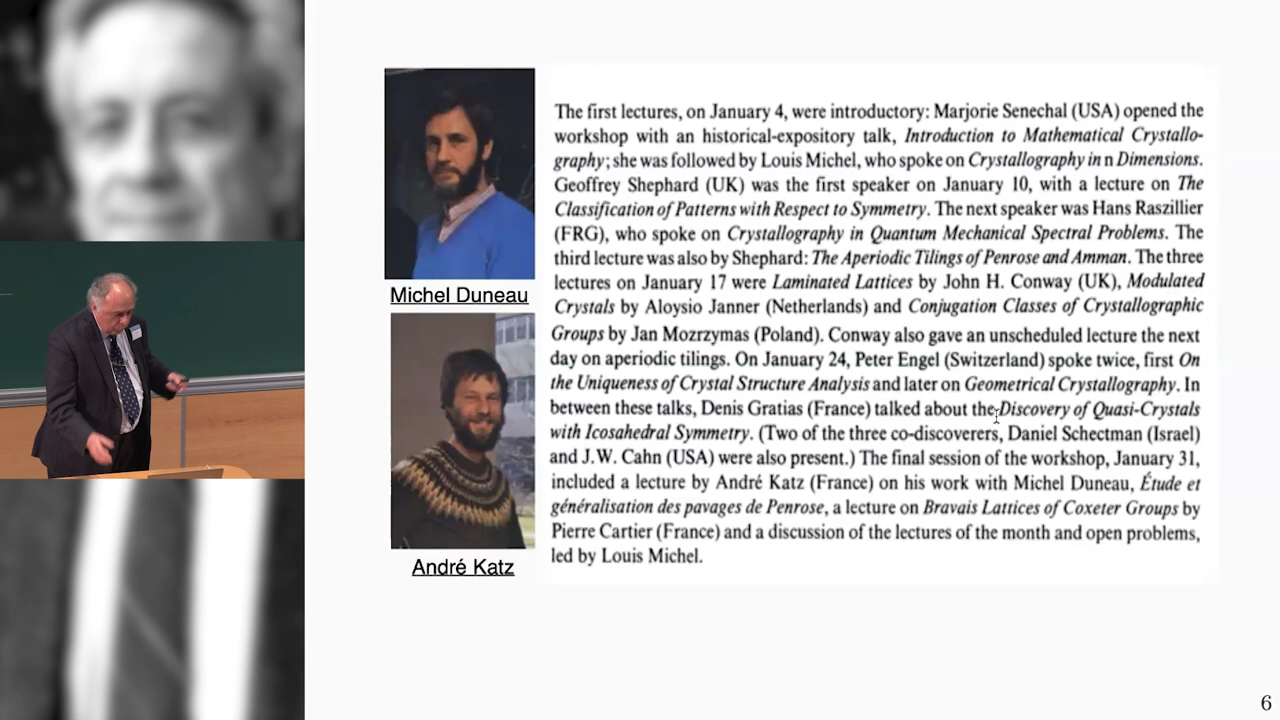 The first lectures, on January 4, were introductory: Marjorie Senechal (USA) opened the
workshop with an historical-expository talk, Introduction to Mathematical Crystallo-
graphy; she was followed by Louis Michel, who spoke on Crystallography in n Dimensions.
Geoffrey Shephard (UK) was the first speaker on January 10, with a lecture on The
Classification of Patterns with Respect to Symmetry. The next speaker was Hans Raszillier
(FRG), who spoke on Crystallography in Quantum Mechanical Spectral Problems. The
third lecture was also by Shephard: The Aperiodic Tilings of Penrose and Amman. The three
lectures on January 17 were Laminated Lattices by John H. Conway (UK), Modulated
Crystals by Aloysio Janner (Netherlands) and Conjugation Classes of Crystallographic
Groups by Jan Mozrzymas (Poland). Conway also gave an unscheduled lecture the next
day on aperiodic tilings. On January 24, Peter Engel (Switzerland) spoke twice, first On
the Uniqueness of Crystal Structure Analysis and later on Geometrical Crystallography. In
between these talks, Denis Gratias (France) talked about the Discovery of Quasi-Crystals
with Icosahedral Symmetry. (Two of the three co-discoverers, Daniel Schectman (Israel)
and J.W. Cahn (USA) were also present.) The final session of the workshop, January 31,
included a lecture by André Katz (France) on his work with Michel Duneau, Étude et
généralisation des pavages de Penrose, a lecture on Bravais Lattices of Coxeter Groups by
Pierre Cartier (France) and a discussion of the lectures of the month and open problems,
led by Louis Michel.
Michel Duneau
André Katz
6